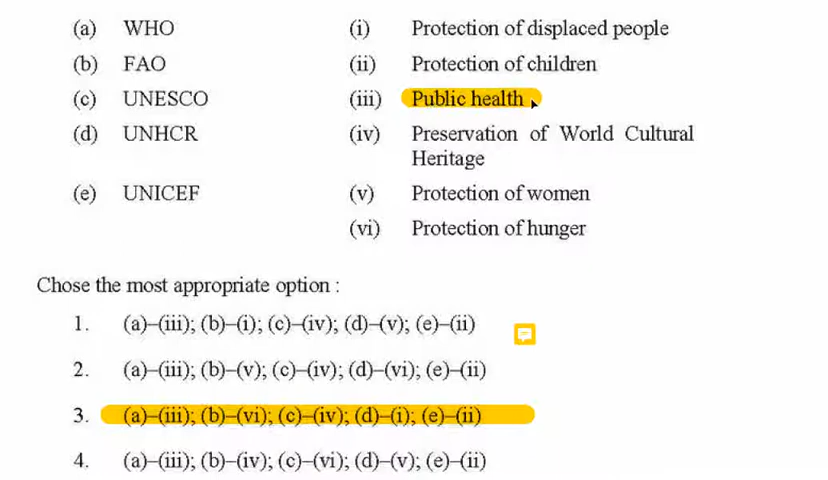 (a) WHO (i) Protection of displaced people
(b) FAO (ii) Protection of children
(c) UNESCO (iii) Public health
(d) UNHCR (iv) Preservation of World Cultural
Heritage
(e) UNICEF (v) Protection of women
(vi) Protection of hunger
Chose the most appropriate option :
1. (a)–(iii); (b)–(i); (c)–(iv); (d)–(v); (e)–(ii)
2. (a)–(iii); (b)–(v); (c)–(iv); (d)–(vi); (e)–(ii)
3. (a)–(iii); (b)–(vi); (c)–(iv); (d)–(i); (e)–(ii)
4. (a)–(iii); (b)–(iv); (c)–(vi); (d)–(v); (e)–(ii)